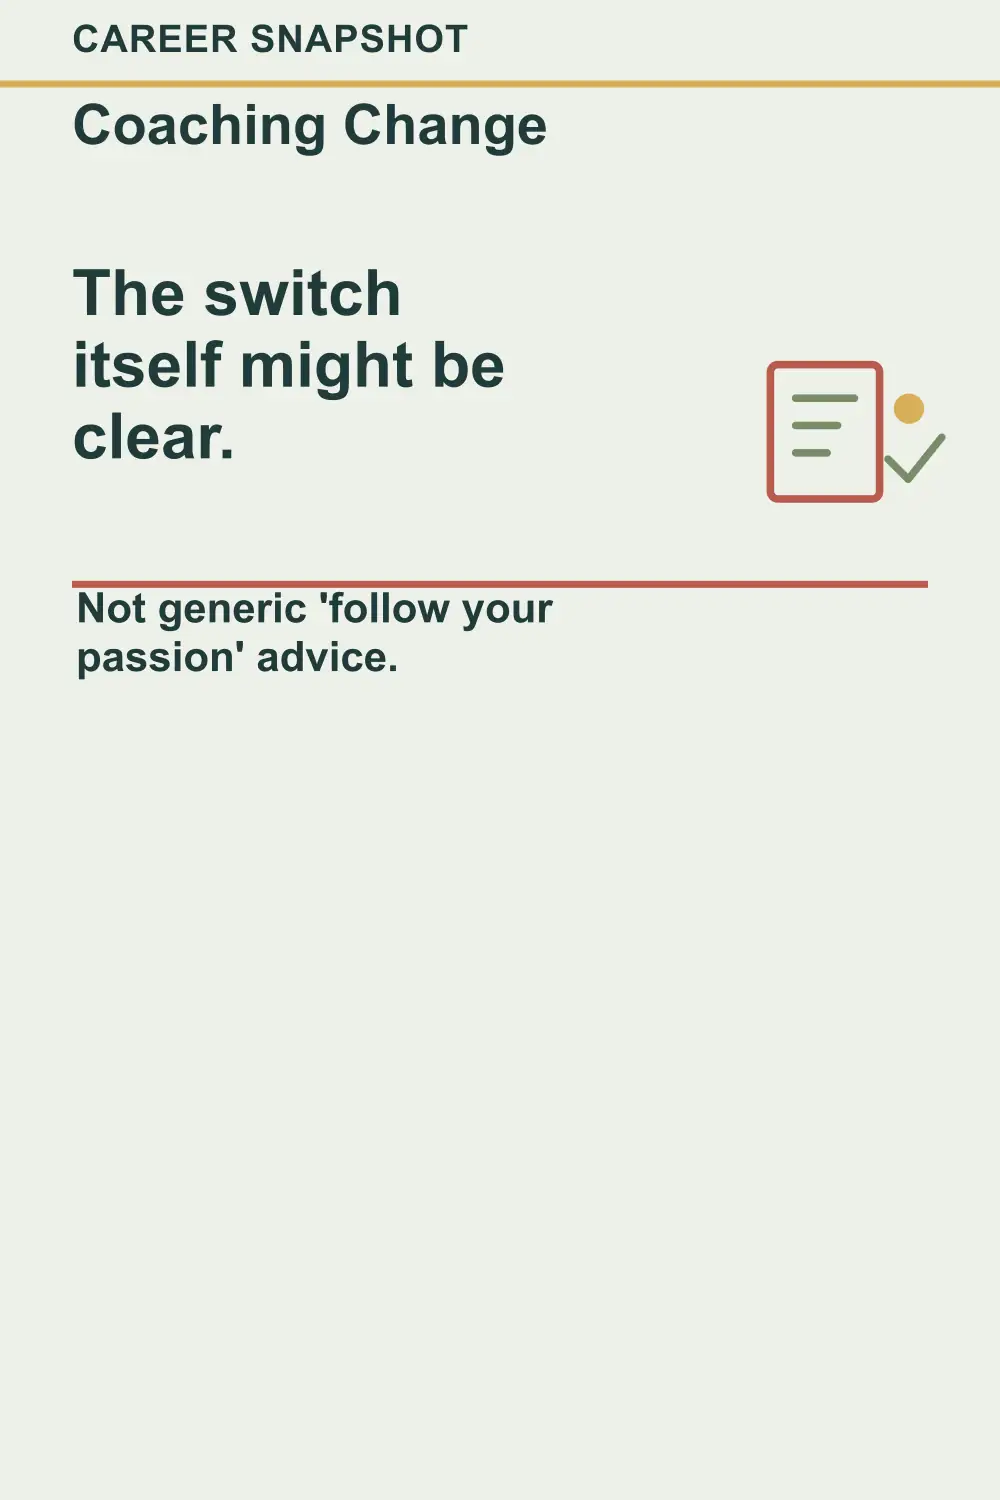 CAREER SNAPSHOT
Coaching Change
The switch
itself might be
clear.
Not generic 'follow your
passion' advice.